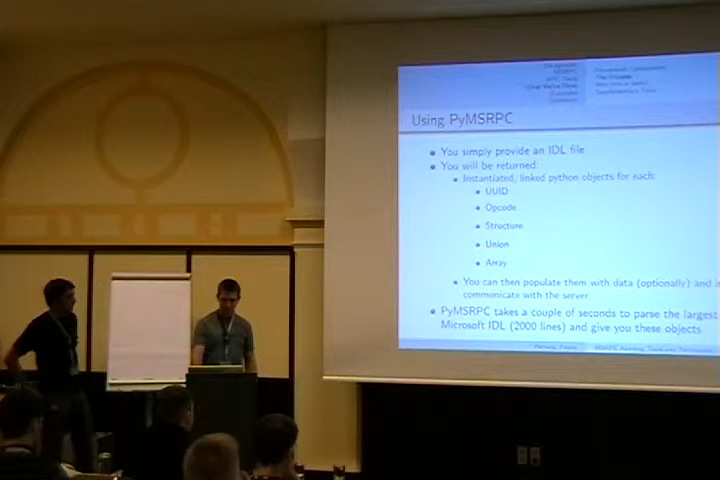 Using PyMSRPC
You simply provide an IDL file
You will be returned:
Instantiated, linked python objects for each:
UUID
Opcode
Structure
Union
Array
You can then populate them with data (optionally) and
communicate with the server
PyMSRPC takes a couple of seconds to parse the largest
Microsoft IDL (2000 lines) and give you these objects